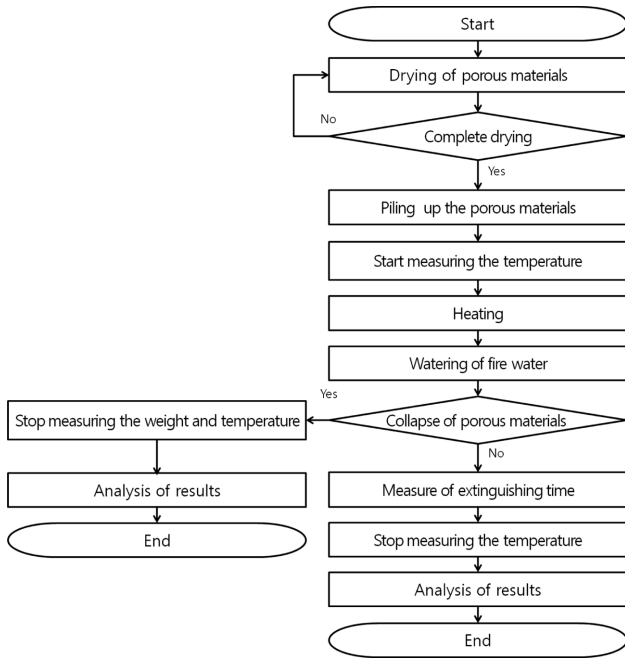 Start
Drying of porous materials
No
Complete drying
Yes
Piling up the porous materials
Start measuring the temperature
Heating
Watering of fire water
Yes
Stop measuring the weight and temperature
Collapse of porous materials
No
Analysis of results
Measure of extinguishing time
End
Stop measuring the temperature
Analysis of results
End